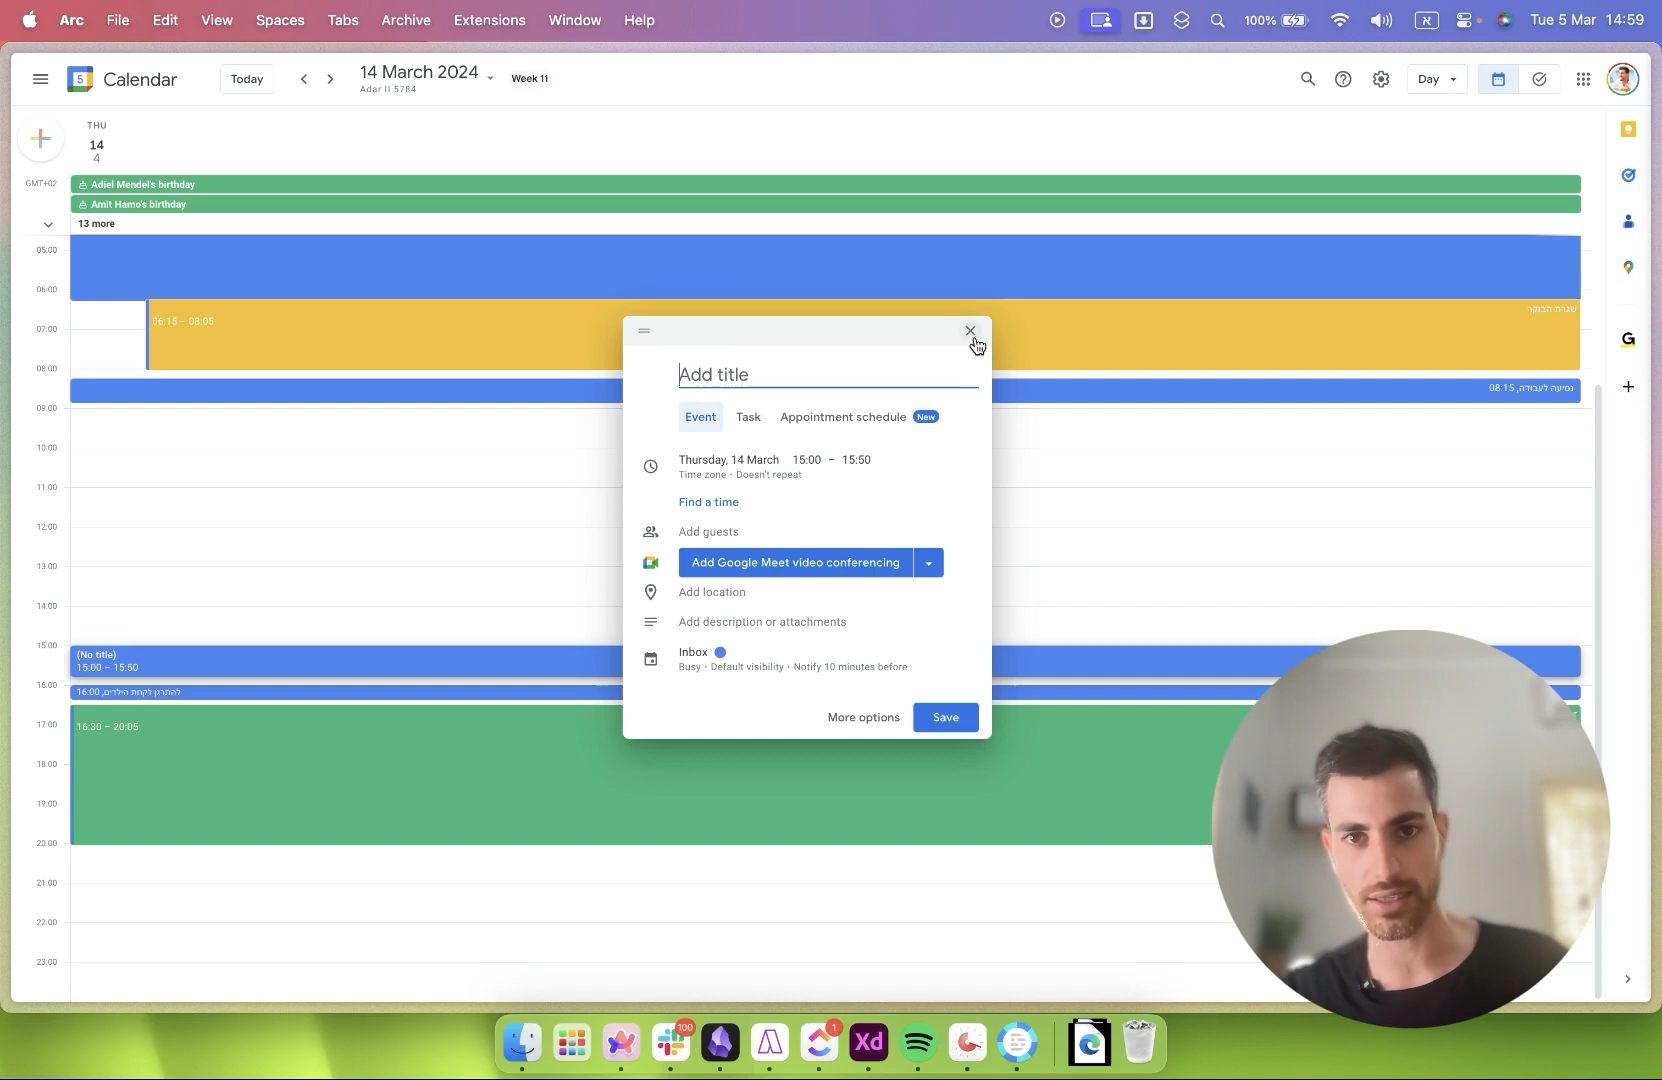 Arc File Edit View Spaces Tabs Archive Extensions Window Help
100% א Tue 5 Mar 14:59
5 Calendar Today 14 March 2024 Week 11
Adar II 5784
Day
THU
14
4
GMT+02
Adiel Mendel's birthday
Amit Hamo's birthday
13 more
05:00
06:00
שגרת הבוקר
06:15 – 08:05
07:00
08:00
נסיעה לעבודה, 08:15
09:00
10:00
11:00
12:00
13:00
14:00
15:00
(No title)
15:00 – 15:50
16:00
להתרגן לקחת הילדים, 16:00
17:00
16:30 – 20:05
18:00
19:00
20:00
21:00
22:00
23:00
Add title
Event Task Appointment schedule New
Thursday, 14 March 15:00 – 15:50
Time zone · Doesn't repeat
Find a time
Add guests
Add Google Meet video conferencing
Add location
Add description or attachments
Inbox
Busy · Default visibility · Notify 10 minutes before
More options Save
G
100
1
Xd